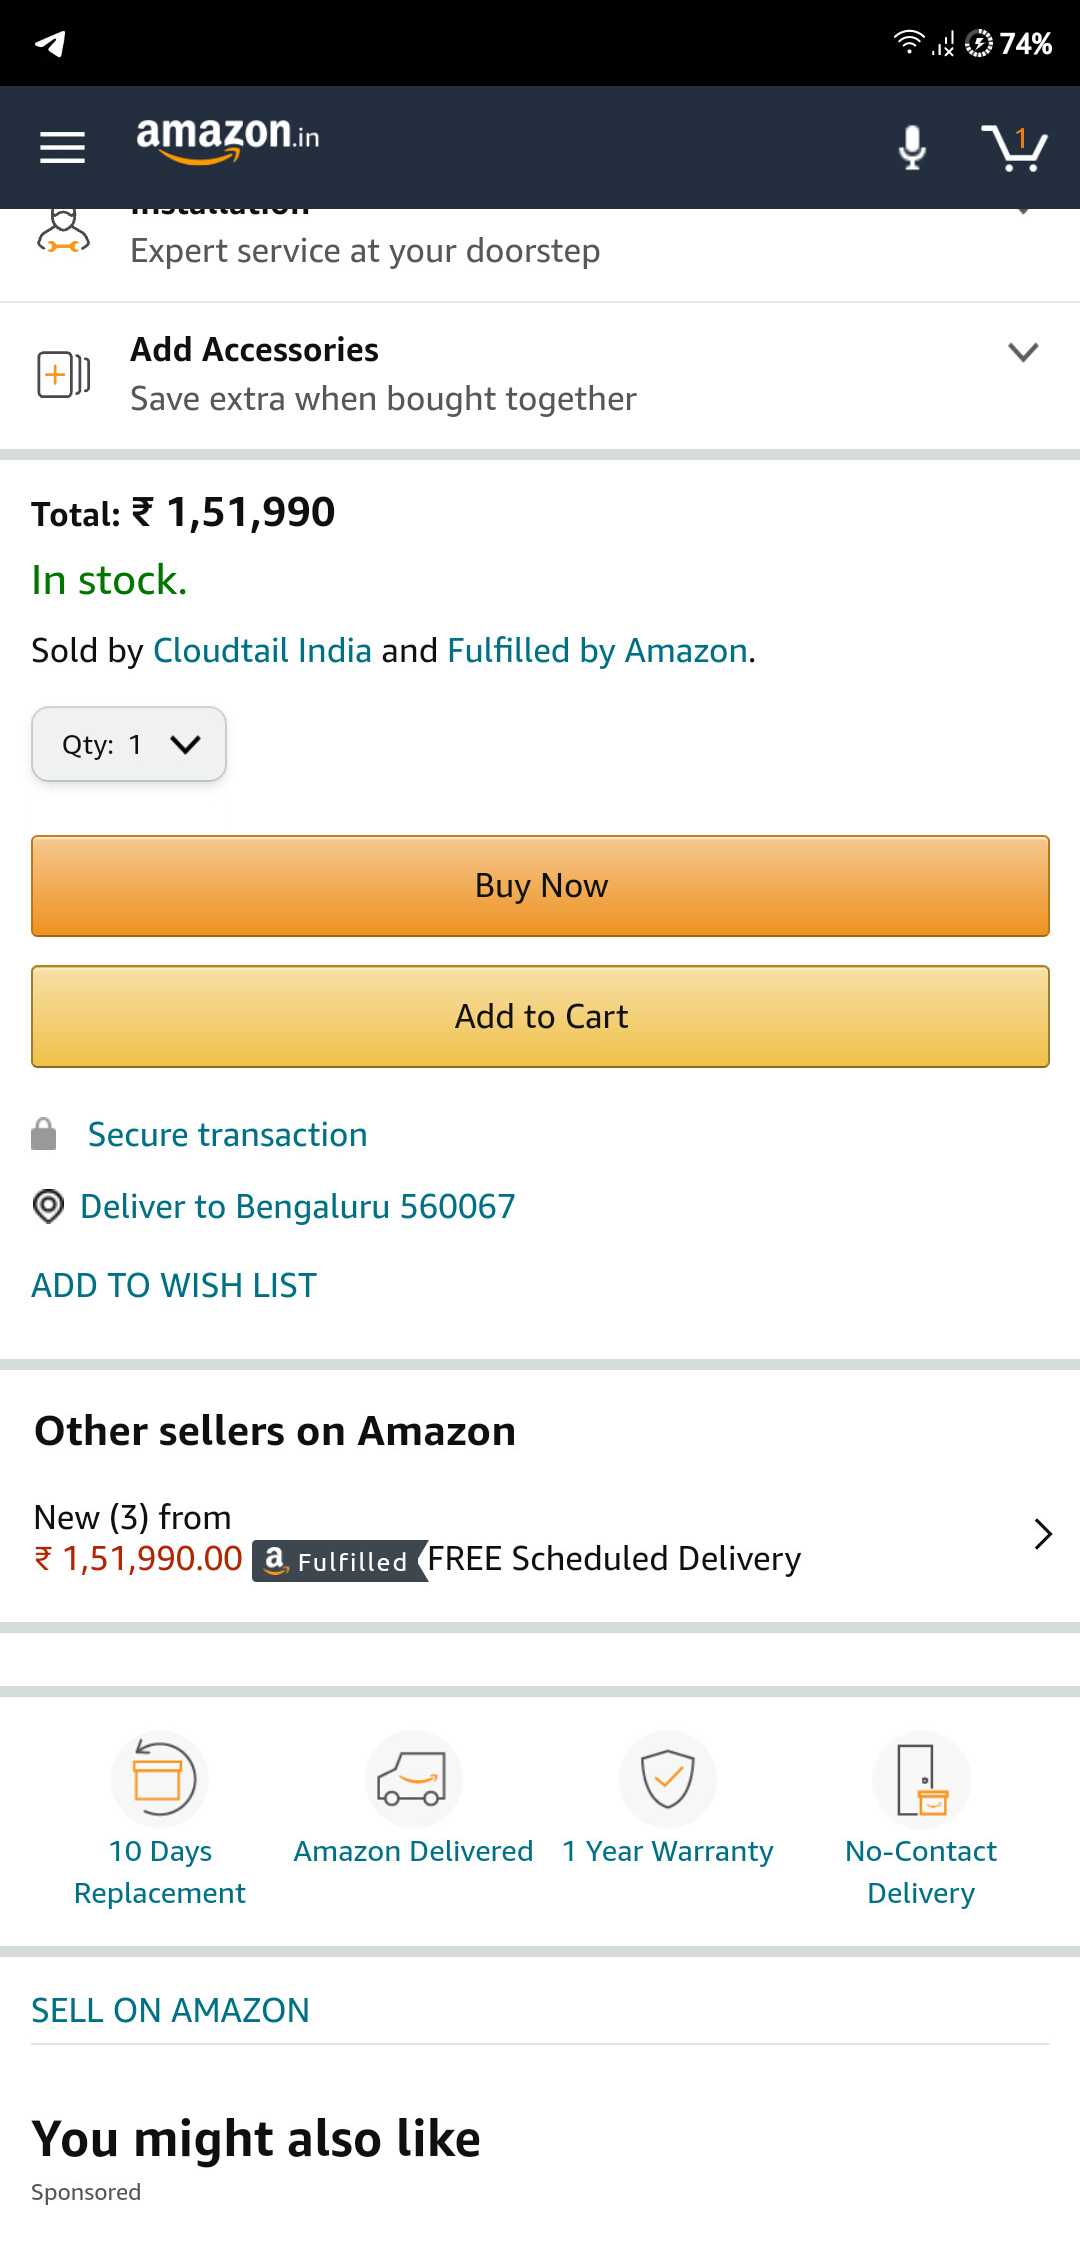 74%
amazon.in
1
Installation
Expert service at your doorstep
Add Accessories
Save extra when bought together
Total: ₹ 1,51,990
In stock.
Sold by Cloudtail India and Fulfilled by Amazon.
Qty: 1
Buy Now
Add to Cart
Secure transaction
Deliver to Bengaluru 560067
ADD TO WISH LIST
Other sellers on Amazon
New (3) from
₹ 1,51,990.00 a Fulfilled FREE Scheduled Delivery
10 Days Replacement
Amazon Delivered
1 Year Warranty
No-Contact Delivery
SELL ON AMAZON
You might also like
Sponsored